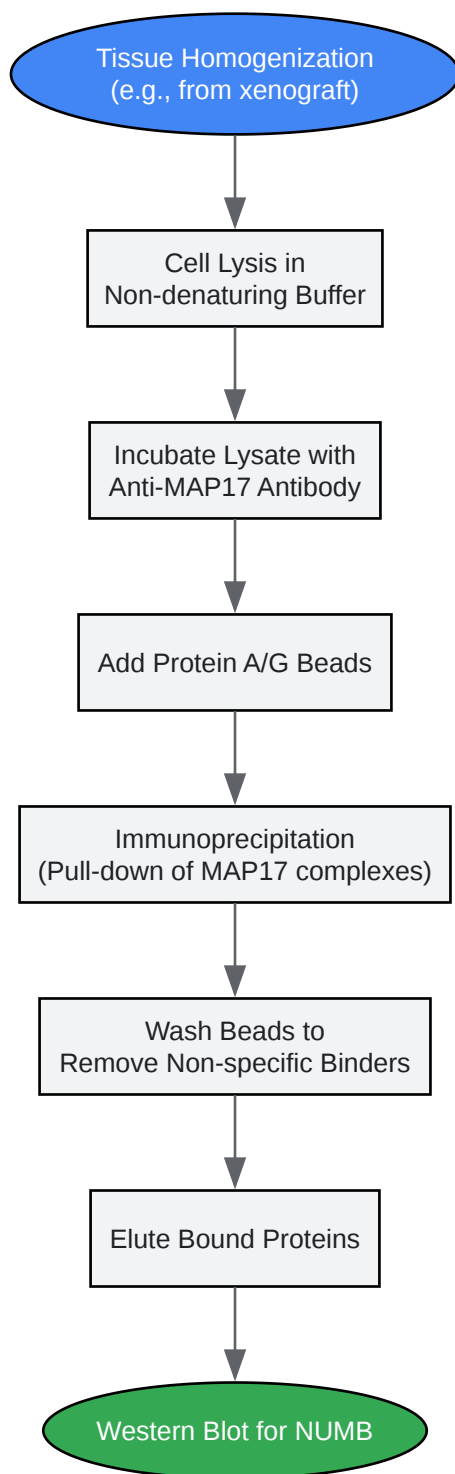 Tissue Homogenization
(e.g., from xenograft)
Cell Lysis in
Non-denaturing Buffer
Incubate Lysate with
Anti-MAP17 Antibody
Add Protein A/G Beads
Immunoprecipitation
(Pull-down of MAP17 complexes)
Wash Beads to
Remove Non-specific Binders
Elute Bound Proteins
Western Blot for NUMB